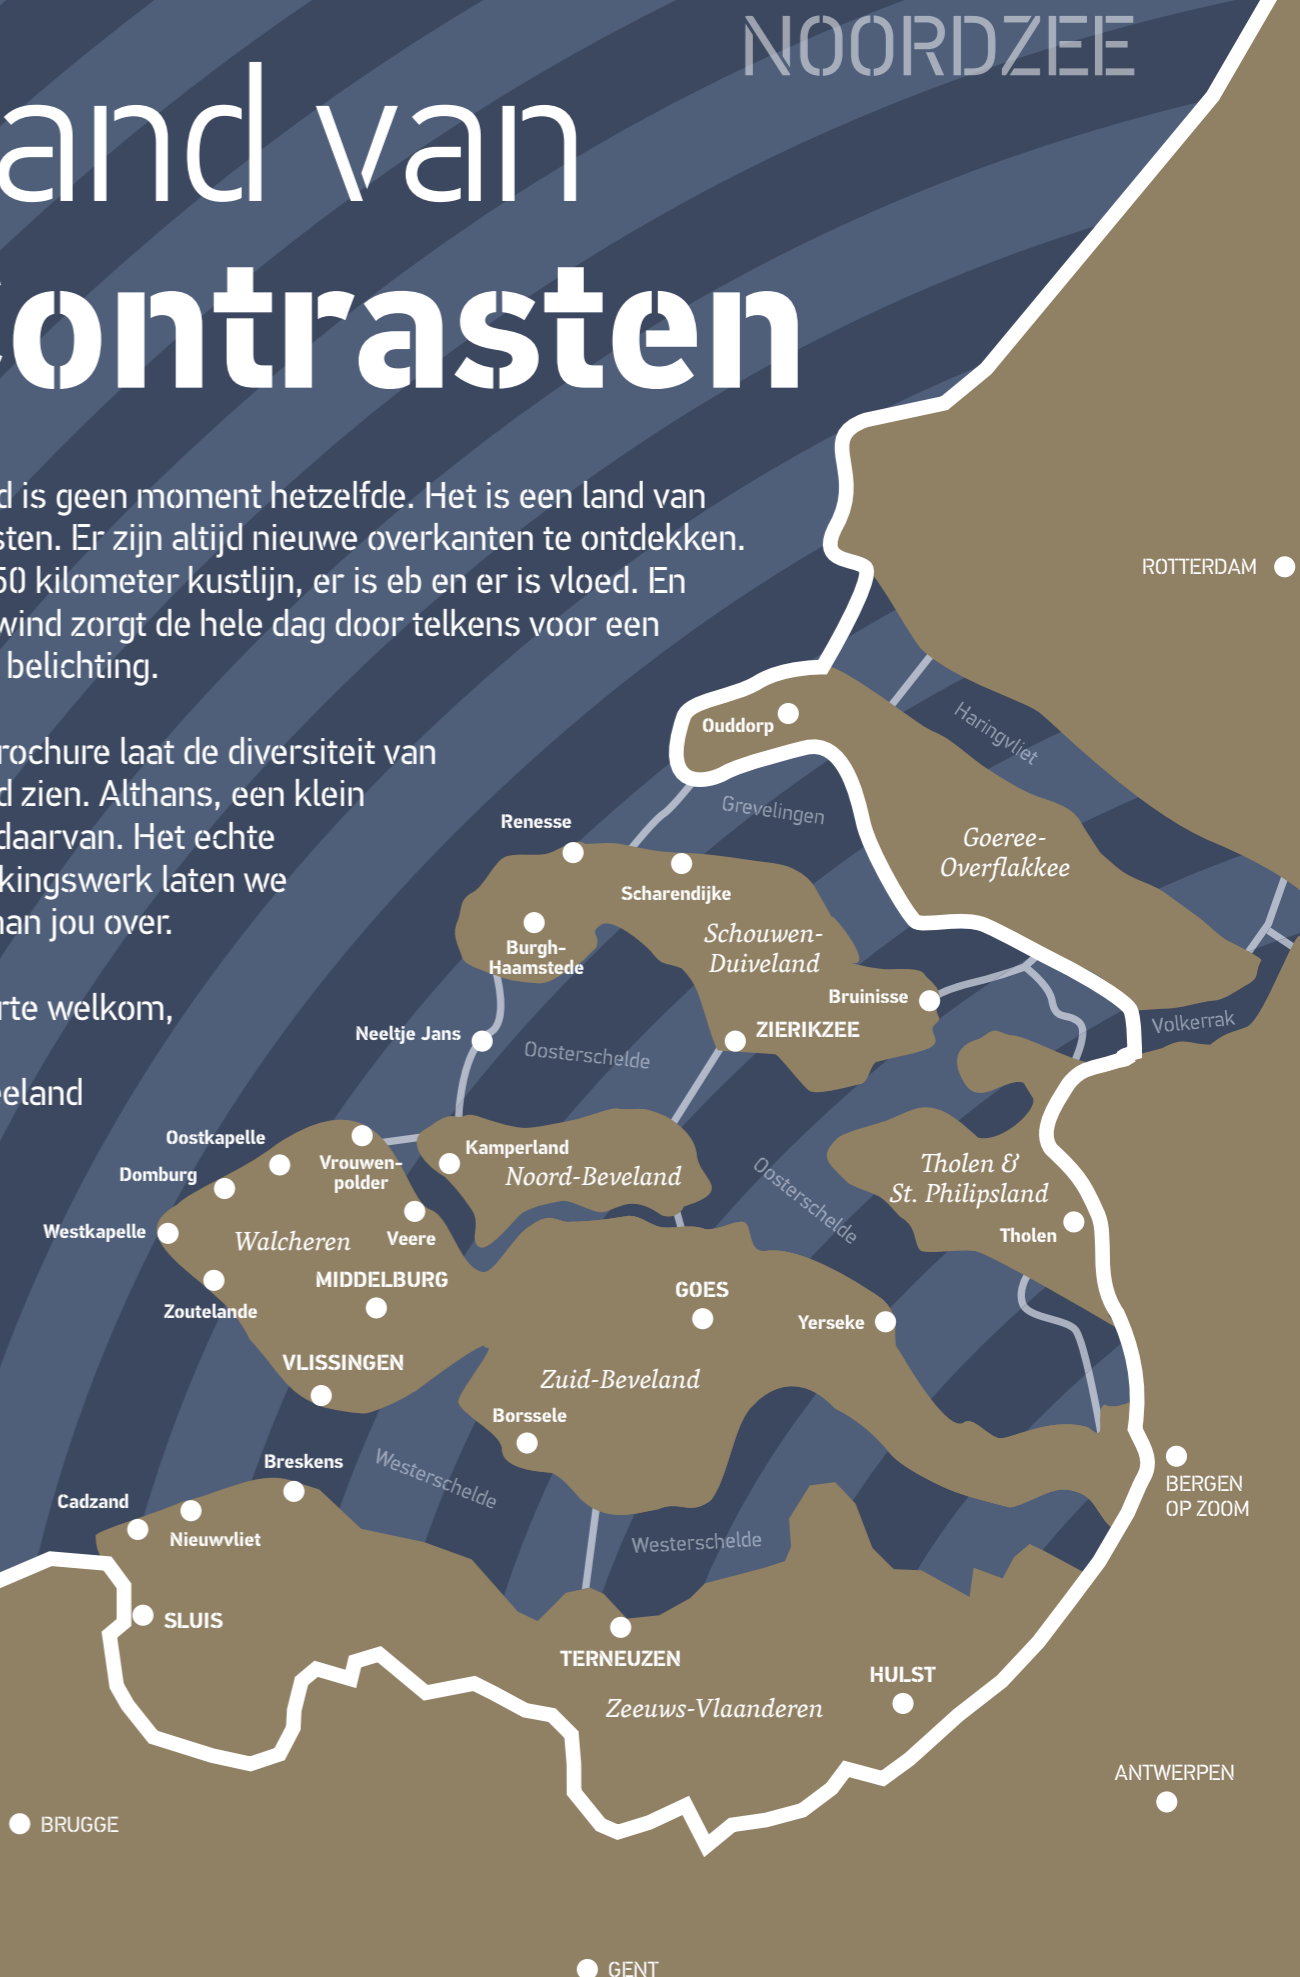 NOORDZEE
and van
ontrasten
d is geen moment hetzelfde. Het is een land van
sten. Er zijn altijd nieuwe overkanten te ontdekken.
50 kilometer kustlijn, er is eb en er is vloed. En
wind zorgt de hele dag door telkens voor een
belichting.
rochure laat de diversiteit van
d zien. Althans, een klein
daarvan. Het echte
kingswerk laten we
aan jou over.
rte welkom,
eeland
ROTTERDAM
Haringvliet
Ouddorp
Grevelingen
Renesse
Goeree-
Overflakkee
Scharendijke
Schouwen-
Duiveland
Burgh-
Haamstede
Bruinisse
ZIERIKZEE
Volkerrak
Neeltje Jans
Oosterschelde
Oostkapelle
Kamperland
Vrouwen-
polder
Domburg
Noord-Beveland
Oosterschelde
Tholen &
St. Philipsland
Tholen
Westkapelle
Walcheren
Veere
MIDDELBURG
GOES
Zoutelande
Yerseke
VLISSINGEN
Zuid-Beveland
Borssele
Breskens
Westerschelde
BERGEN
OP ZOOM
Cadzand
Nieuwvliet
Westerschelde
SLUIS
TERNEUZEN
HULST
Zeeuws-Vlaanderen
ANTWERPEN
BRUGGE
GENT